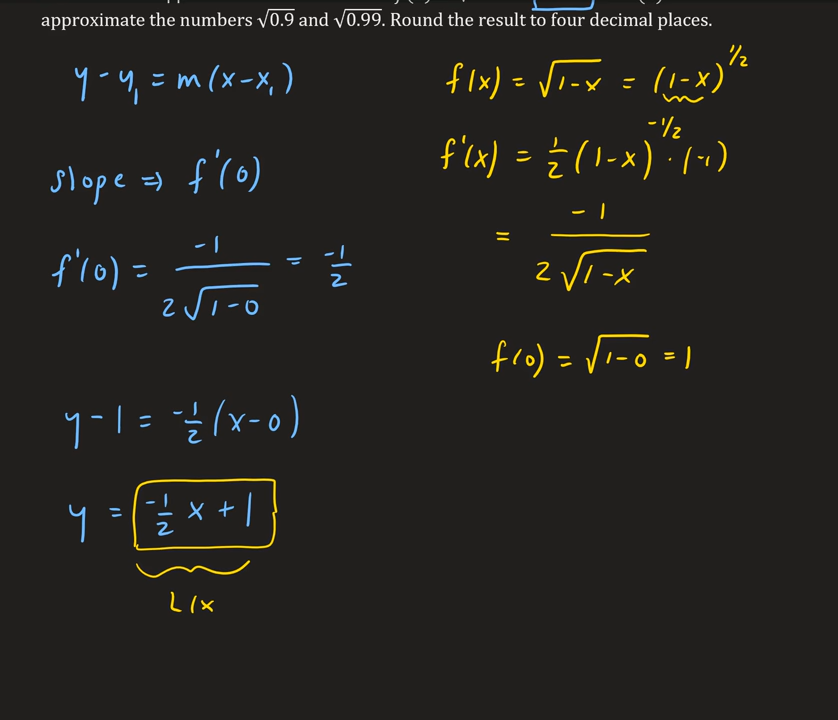 approximate the numbers √0.9 and √0.99. Round the result to four decimal places.
y - y₁ = m(x-x₁)
slope ⇒ f'(0)
f'(0) = -1 / 2√1-0 = -1/2
y - 1 = -1/2 (x-0)
y = -1/2 x + 1
L(x
f(x) = √1-x = (1-x)^1/2
f'(x) = 1/2 (1-x)^-1/2 · (-1)
= -1 / 2√1-x
f(0) = √1-0 = 1